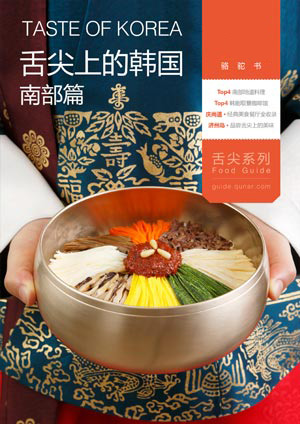 TASTE OF KOREA
舌尖上的韩国
南部篇
骆驼书
Top4 南部地道料理
Top4 韩剧取景咖啡馆
庆尚道·经典美食餐厅全收录
济州岛·品尝舌尖上的美味
舌尖系列
Food Guide
guide.qunar.com